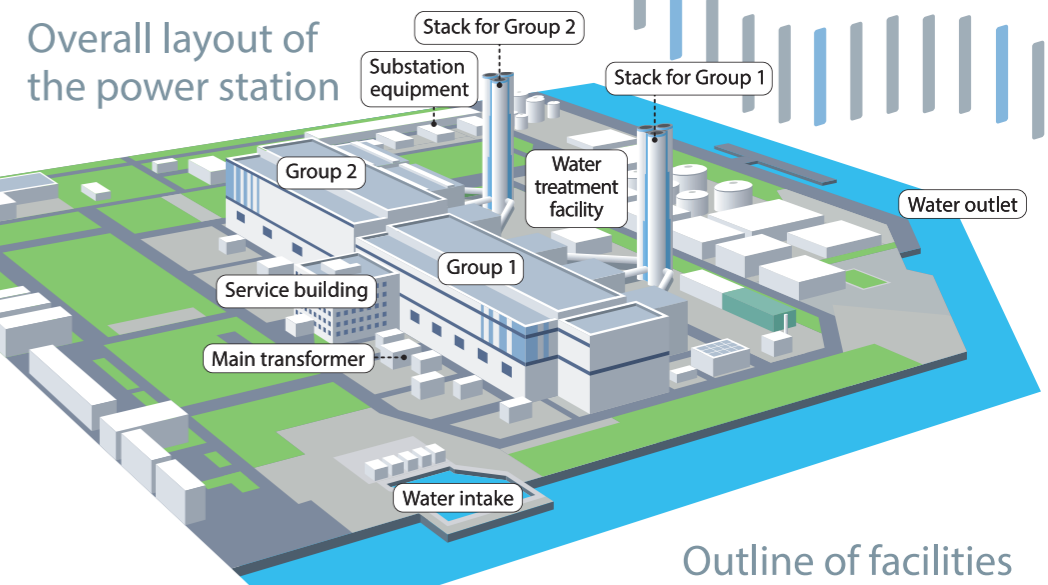 Overall layout of
the power station
Stack for Group 2
Substation
equipment
Stack for Group 1
Group 2
Water
treatment
facility
Water outlet
Group 1
Service building
Main transformer
Water intake
Outline of facilities